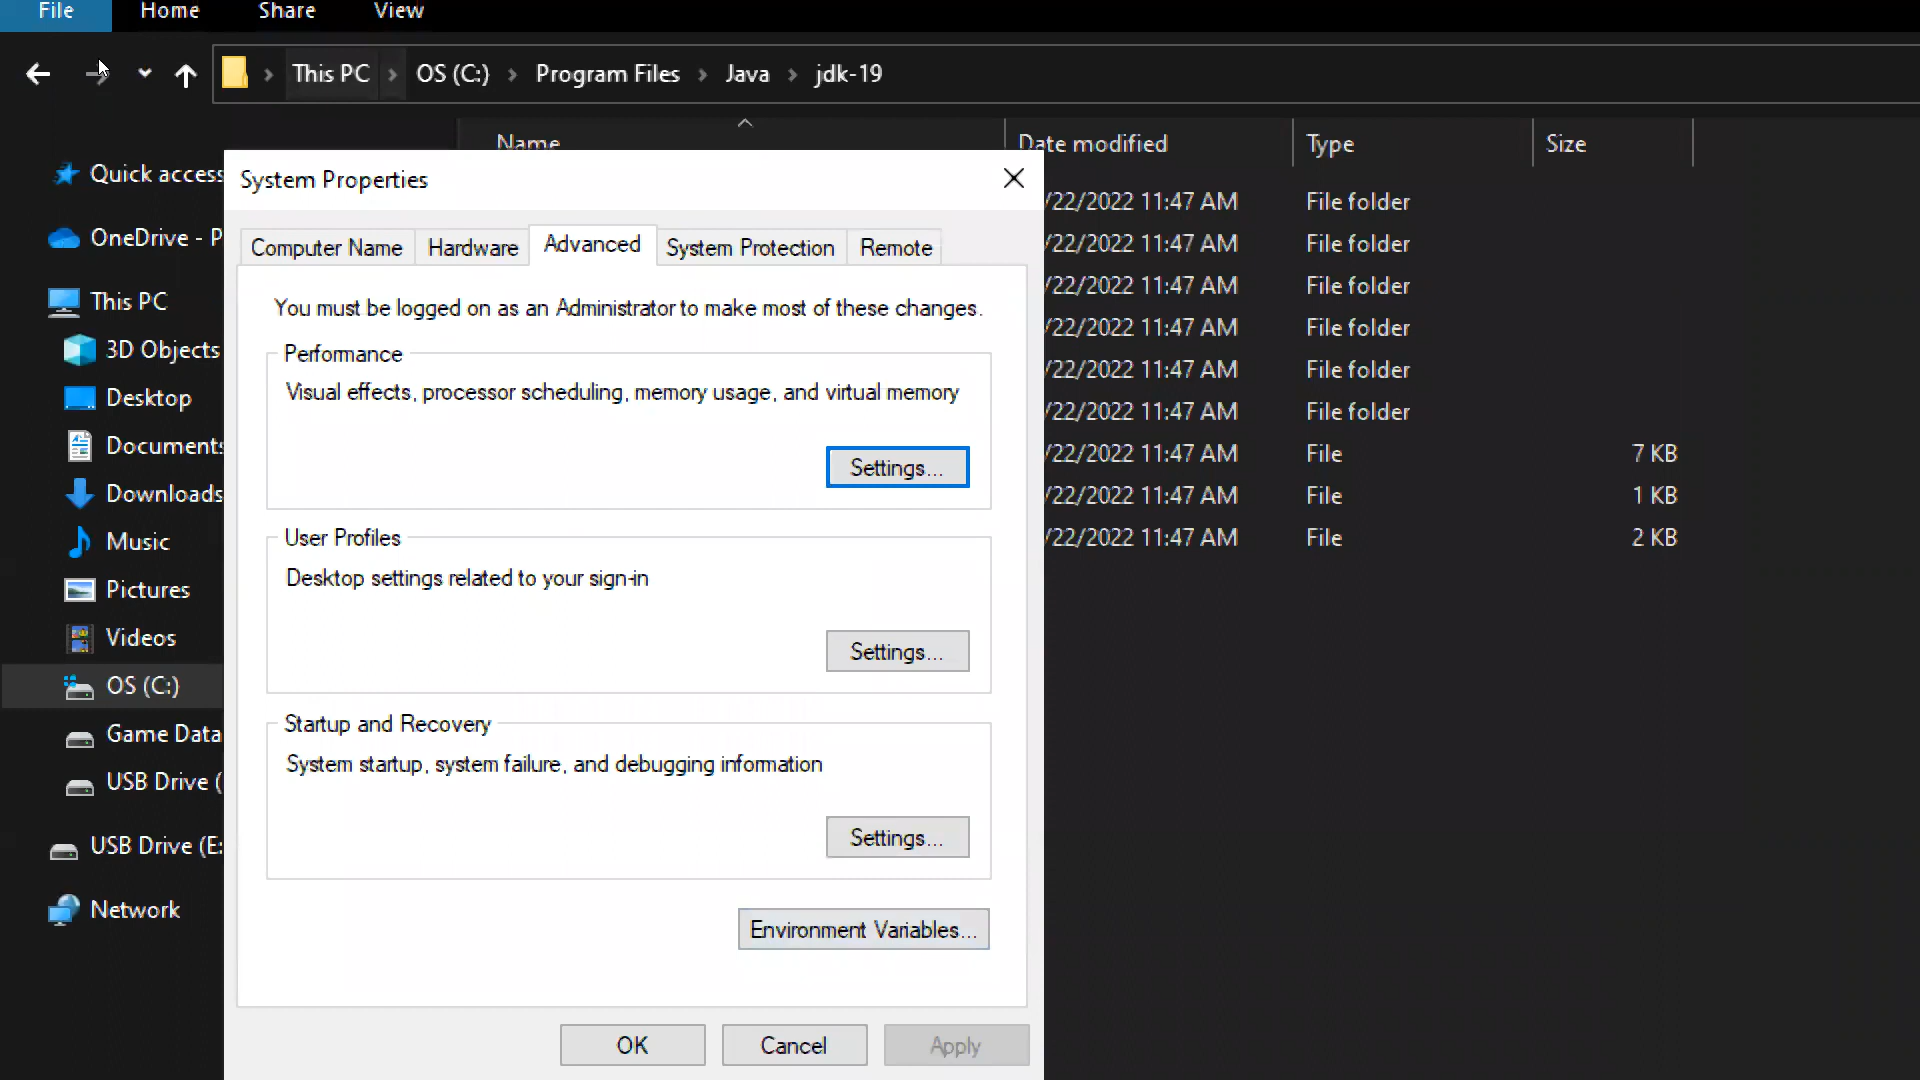 File Home Share View
This PC > OS (C:) > Program Files > Java > jdk-19
Name Date modified Type Size
Quick access
OneDrive - P
This PC
3D Objects
Desktop
Documents
Downloads
Music
Pictures
Videos
OS (C:)
Game Data
USB Drive (
USB Drive (E:
Network
System Properties
Computer Name Hardware Advanced System Protection Remote
You must be logged on as an Administrator to make most of these changes.
Performance
Visual effects, processor scheduling, memory usage, and virtual memory
Settings...
User Profiles
Desktop settings related to your sign-in
Settings...
Startup and Recovery
System startup, system failure, and debugging information
Settings...
Environment Variables...
OK Cancel Apply
/22/2022 11:47 AM File folder
/22/2022 11:47 AM File folder
/22/2022 11:47 AM File folder
/22/2022 11:47 AM File folder
/22/2022 11:47 AM File folder
/22/2022 11:47 AM File folder
/22/2022 11:47 AM File 7 KB
/22/2022 11:47 AM File 1 KB
/22/2022 11:47 AM File 2 KB